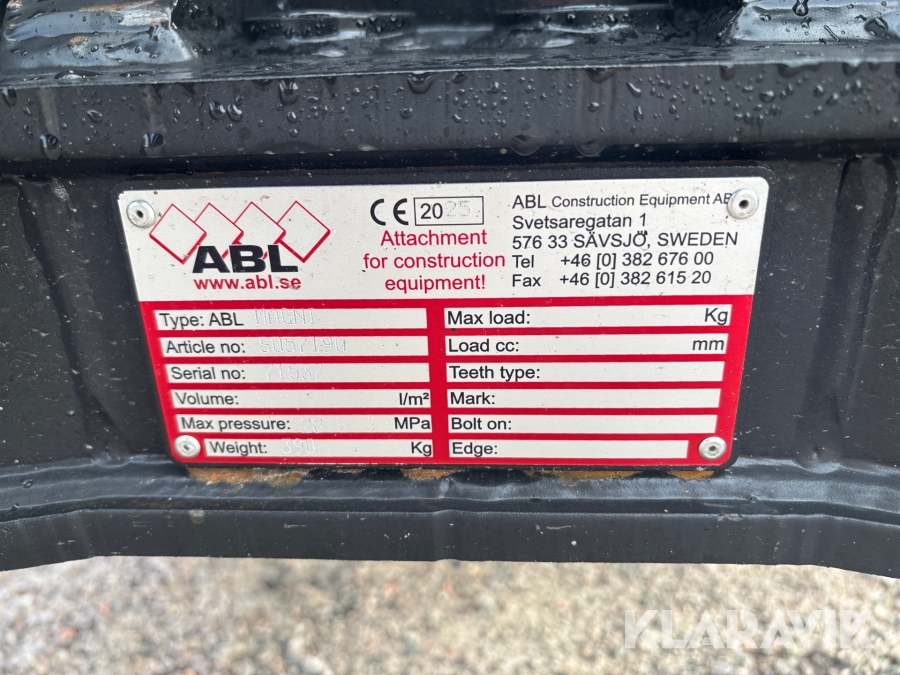 ABL
www.abl.se
CE 2025
Attachment
for construction
equipment!
ABL Construction Equipment AB
Svetsaregatan 1
576 33 SÄVSJÖ, SWEDEN
Tel +46 [0] 382 676 00
Fax +46 [0] 382 615 20
Type: ABL MAGNI
Article no:
Serial no:
Volume: l/m²
Max pressure: MPa
Weight: 390 Kg
Max load: Kg
Load cc: mm
Teeth type:
Mark:
Bolt on:
Edge:
KLARAVIK